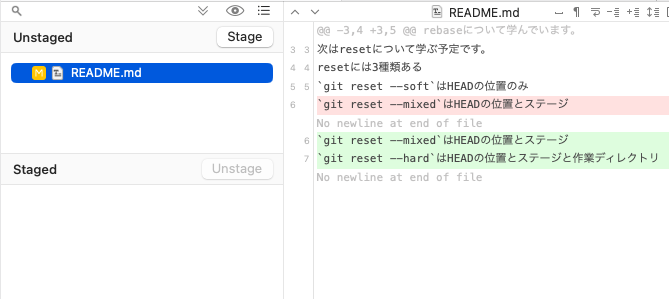 Unstaged
Stage
M README.md
Staged
Unstage
README.md
@@ -3,4 +3,5 @@ rebaseについて学んでいます。
3 3 次はresetについて学ぶ予定です。
4 4 resetには3種類ある
5 5 `git reset --soft`はHEADの位置のみ
6 `git reset --mixed`はHEADの位置とステージ
No newline at end of file
6 `git reset --mixed`はHEADの位置とステージ
7 `git reset --hard`はHEADの位置とステージと作業ディレクトリ
No newline at end of file